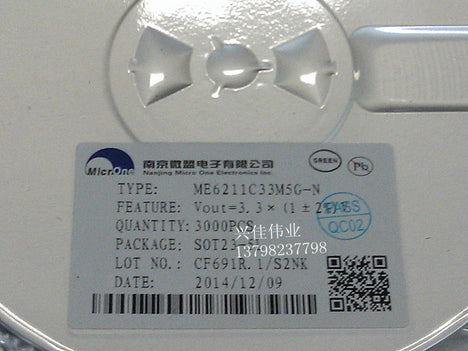 MicrOne
南京微盟电子有限公司
Nanjing Micro One Electronics Inc.
GREEN
Pb
TYPE: ME6211C33M5G-N
FEATURE: Vout=3.3×(1±2%)
PASS
QC02
QUANTITY: 3000PCS
兴佳伟业
PACKAGE: SOT23-5L
13798237798
LOT NO.: CF691R.1/S2NK
DATE: 2014/12/09